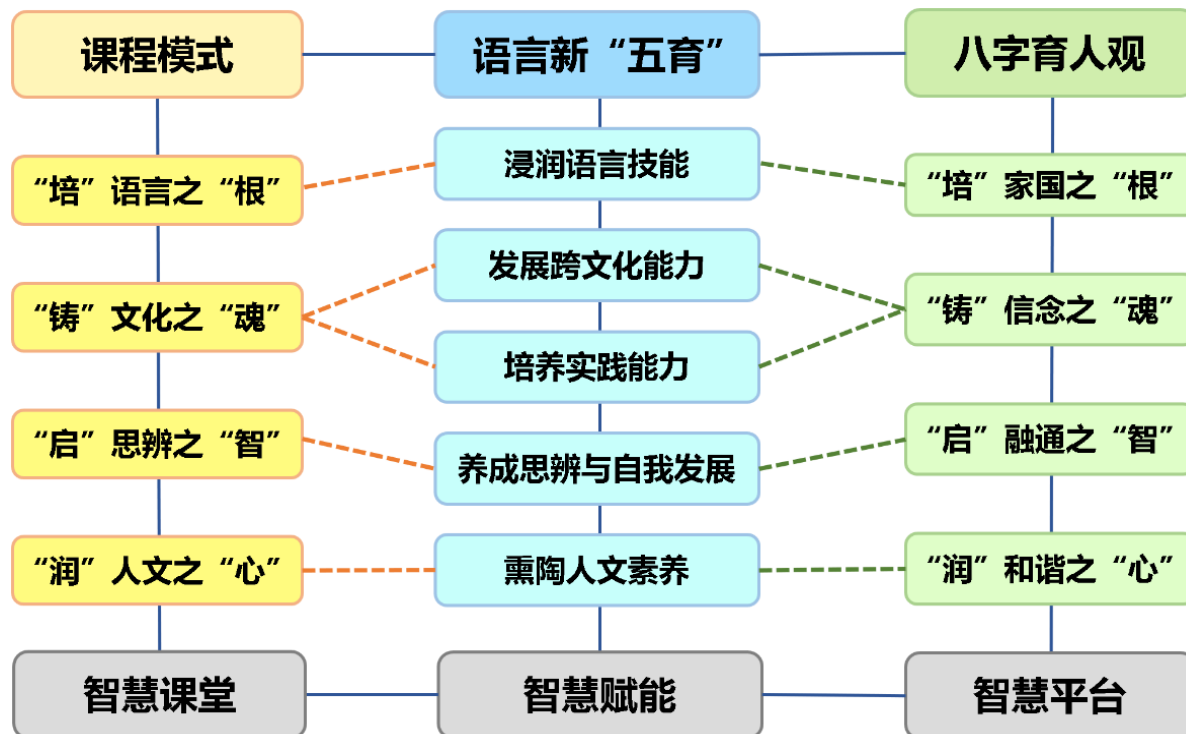 课程模式
语言新“五育”
八字育人观
浸润语言技能
“培”语言之“根”
“培”家国之“根”
发展跨文化能力
“铸”文化之“魂”
“铸”信念之“魂”
培养实践能力
“启”思辨之“智”
养成思辨与自我发展
“启”融通之“智”
“润”人文之“心”
熏陶人文素养
“润”和谐之“心”
智慧课堂
智慧赋能
智慧平台